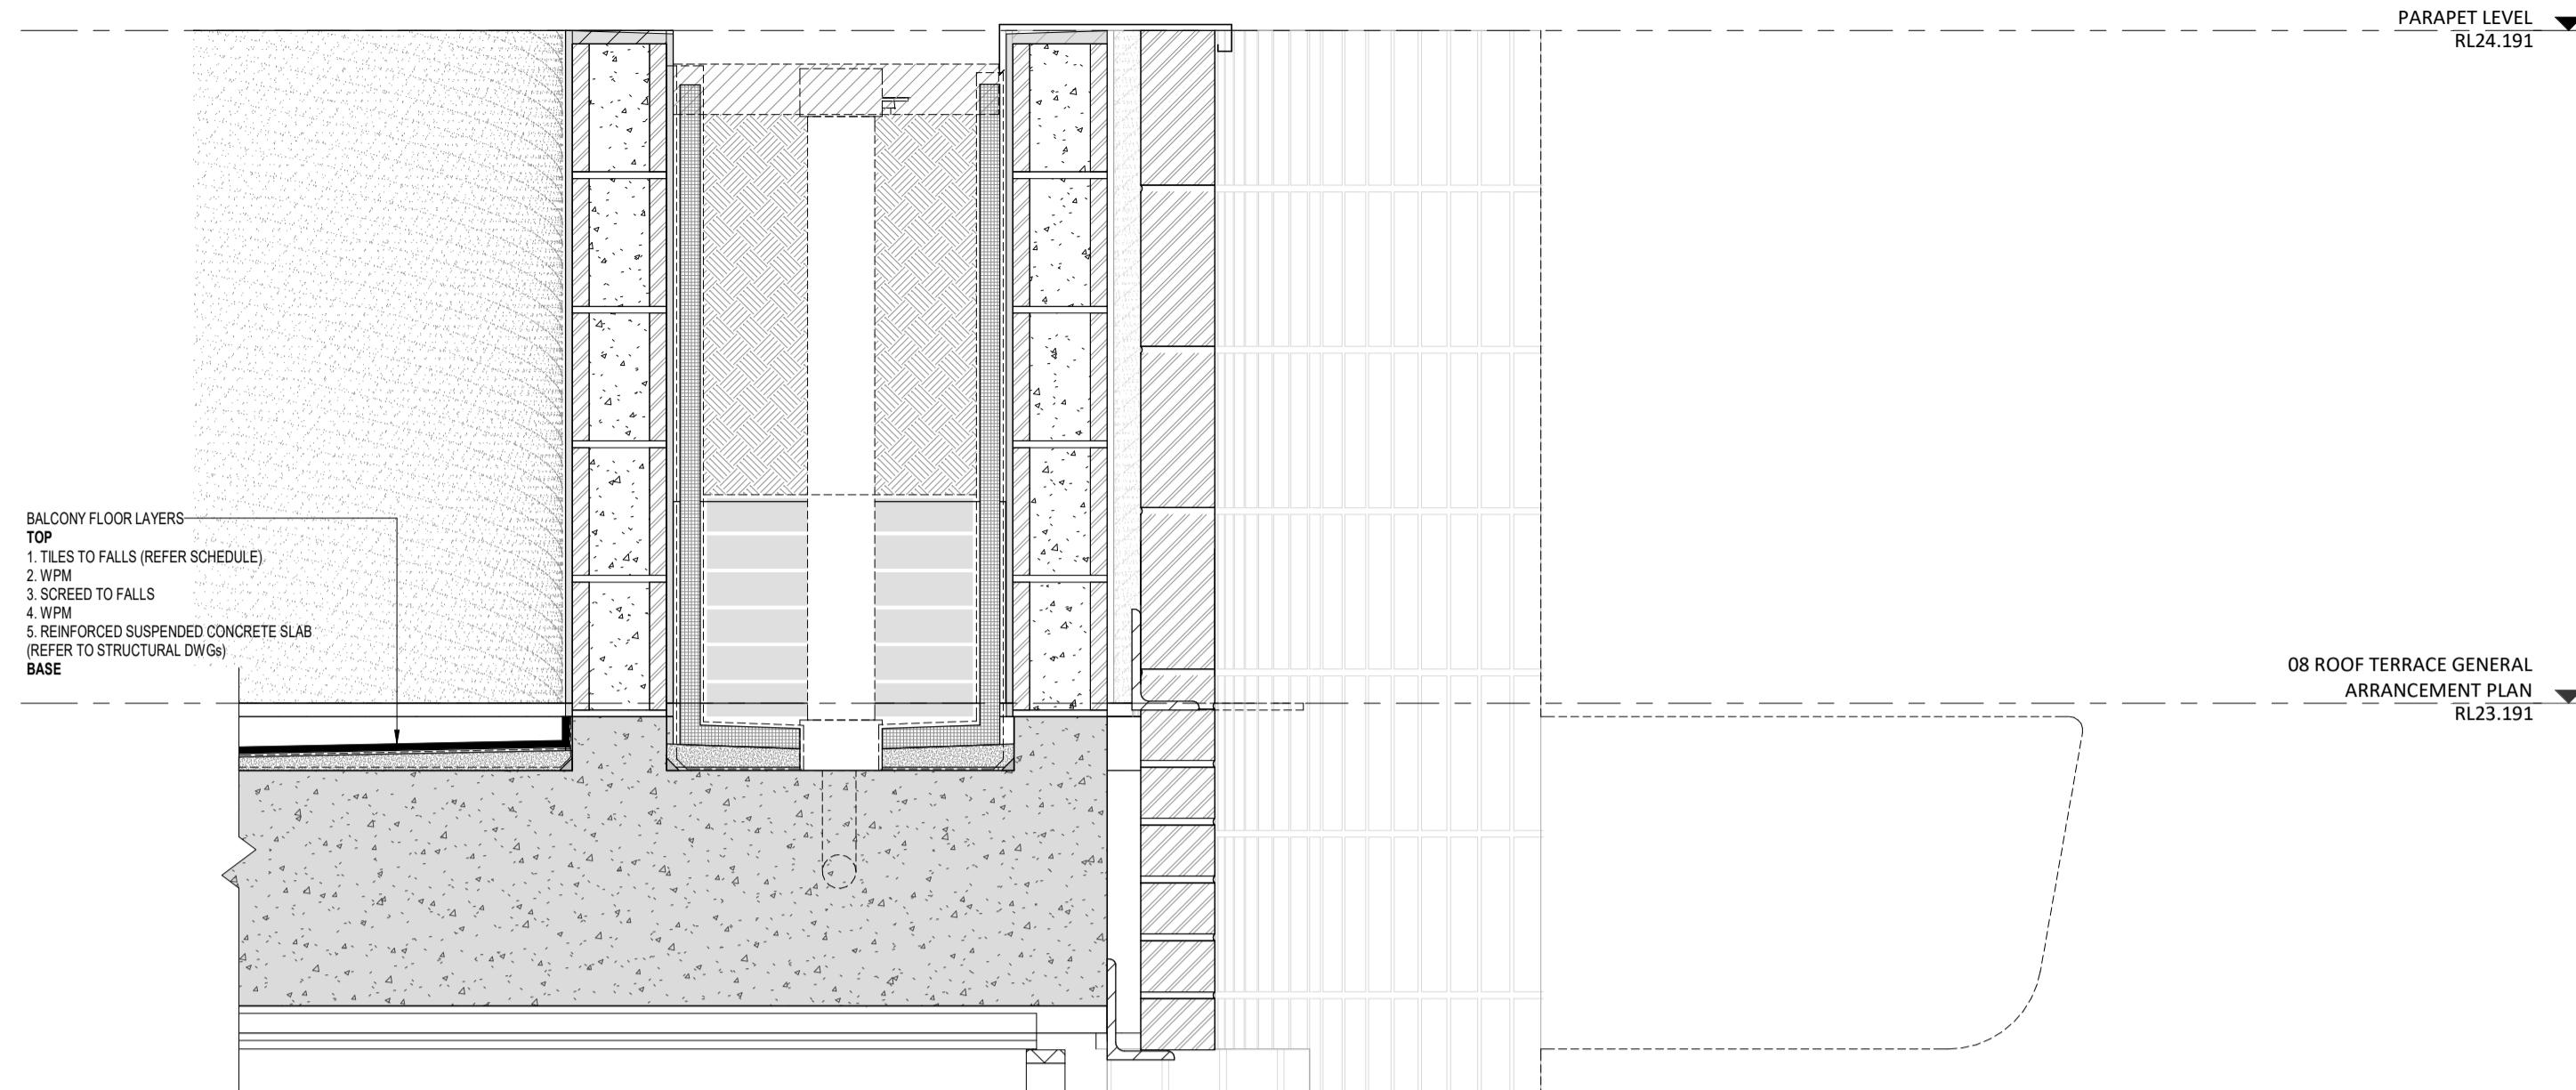 PARAPET LEVEL
RL24.191
BALCONY FLOOR LAYERS
TOP
1. TILES TO FALLS (REFER SCHEDULE)
2. WPM
3. SCREED TO FALLS
4. WPM
5. REINFORCED SUSPENDED CONCRETE SLAB
(REFER TO STRUCTURAL DWGs)
BASE
08 ROOF TERRACE GENERAL
ARRANCEMENT PLAN
RL23.191